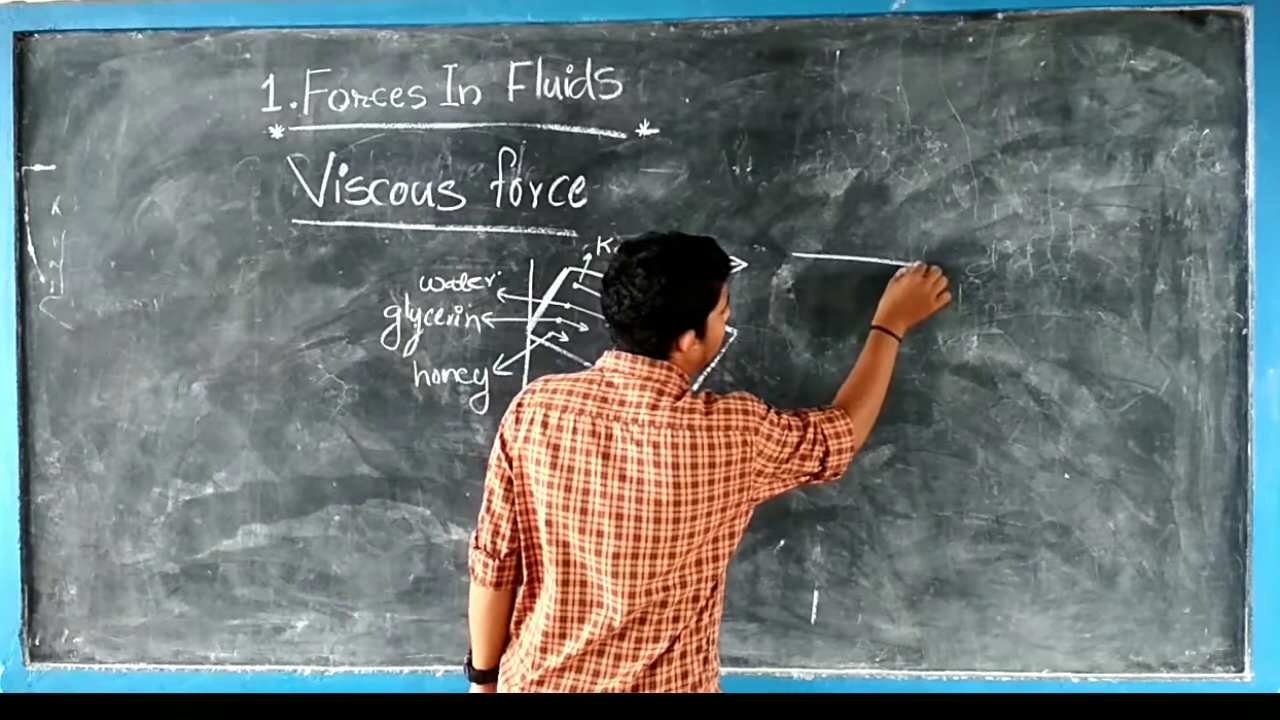 1. Forces In Fluids
Viscous force
water
glycerin
honey